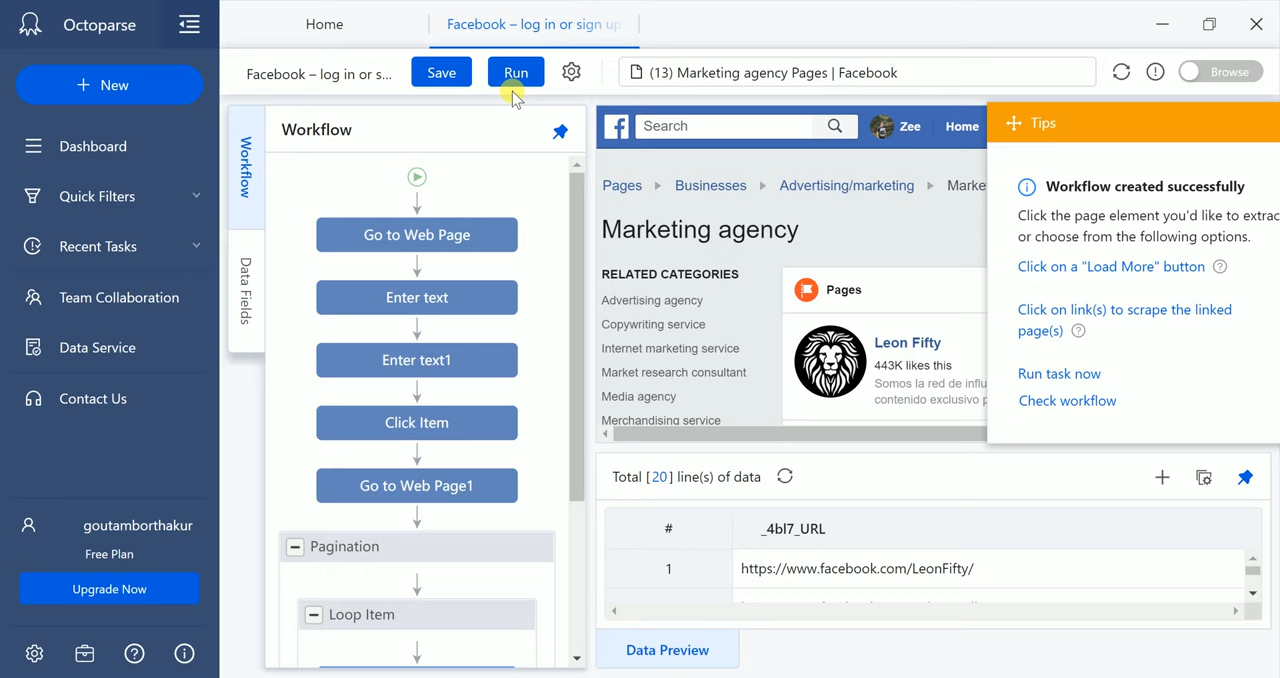 Octoparse
New
Dashboard
Quick Filters
Recent Tasks
Team Collaboration
Data Service
Contact Us
goutamborthakur
Free Plan
Upgrade Now
Home
Facebook – log in or sign up
Facebook – log in or s...
Save
Run
(13) Marketing agency Pages | Facebook
Browse
Workflow
Data Fields
Workflow
Go to Web Page
Enter text
Enter text1
Click Item
Go to Web Page1
Pagination
Loop Item
Search
Zee
Home
Pages
Businesses
Advertising/marketing
Marke
Marketing agency
RELATED CATEGORIES
Advertising agency
Copywriting service
Internet marketing service
Market research consultant
Media agency
Merchandising service
Pages
Leon Fifty
443K likes this
Somos la red de influ
contenido exclusivo p
Tips
Workflow created successfully
Click the page element you'd like to extrac
or choose from the following options.
Click on a "Load More" button
Click on link(s) to scrape the linked
page(s)
Run task now
Check workflow
Total [20] line(s) of data
# _4bl7_URL
1 https://www.facebook.com/LeonFifty/
Data Preview